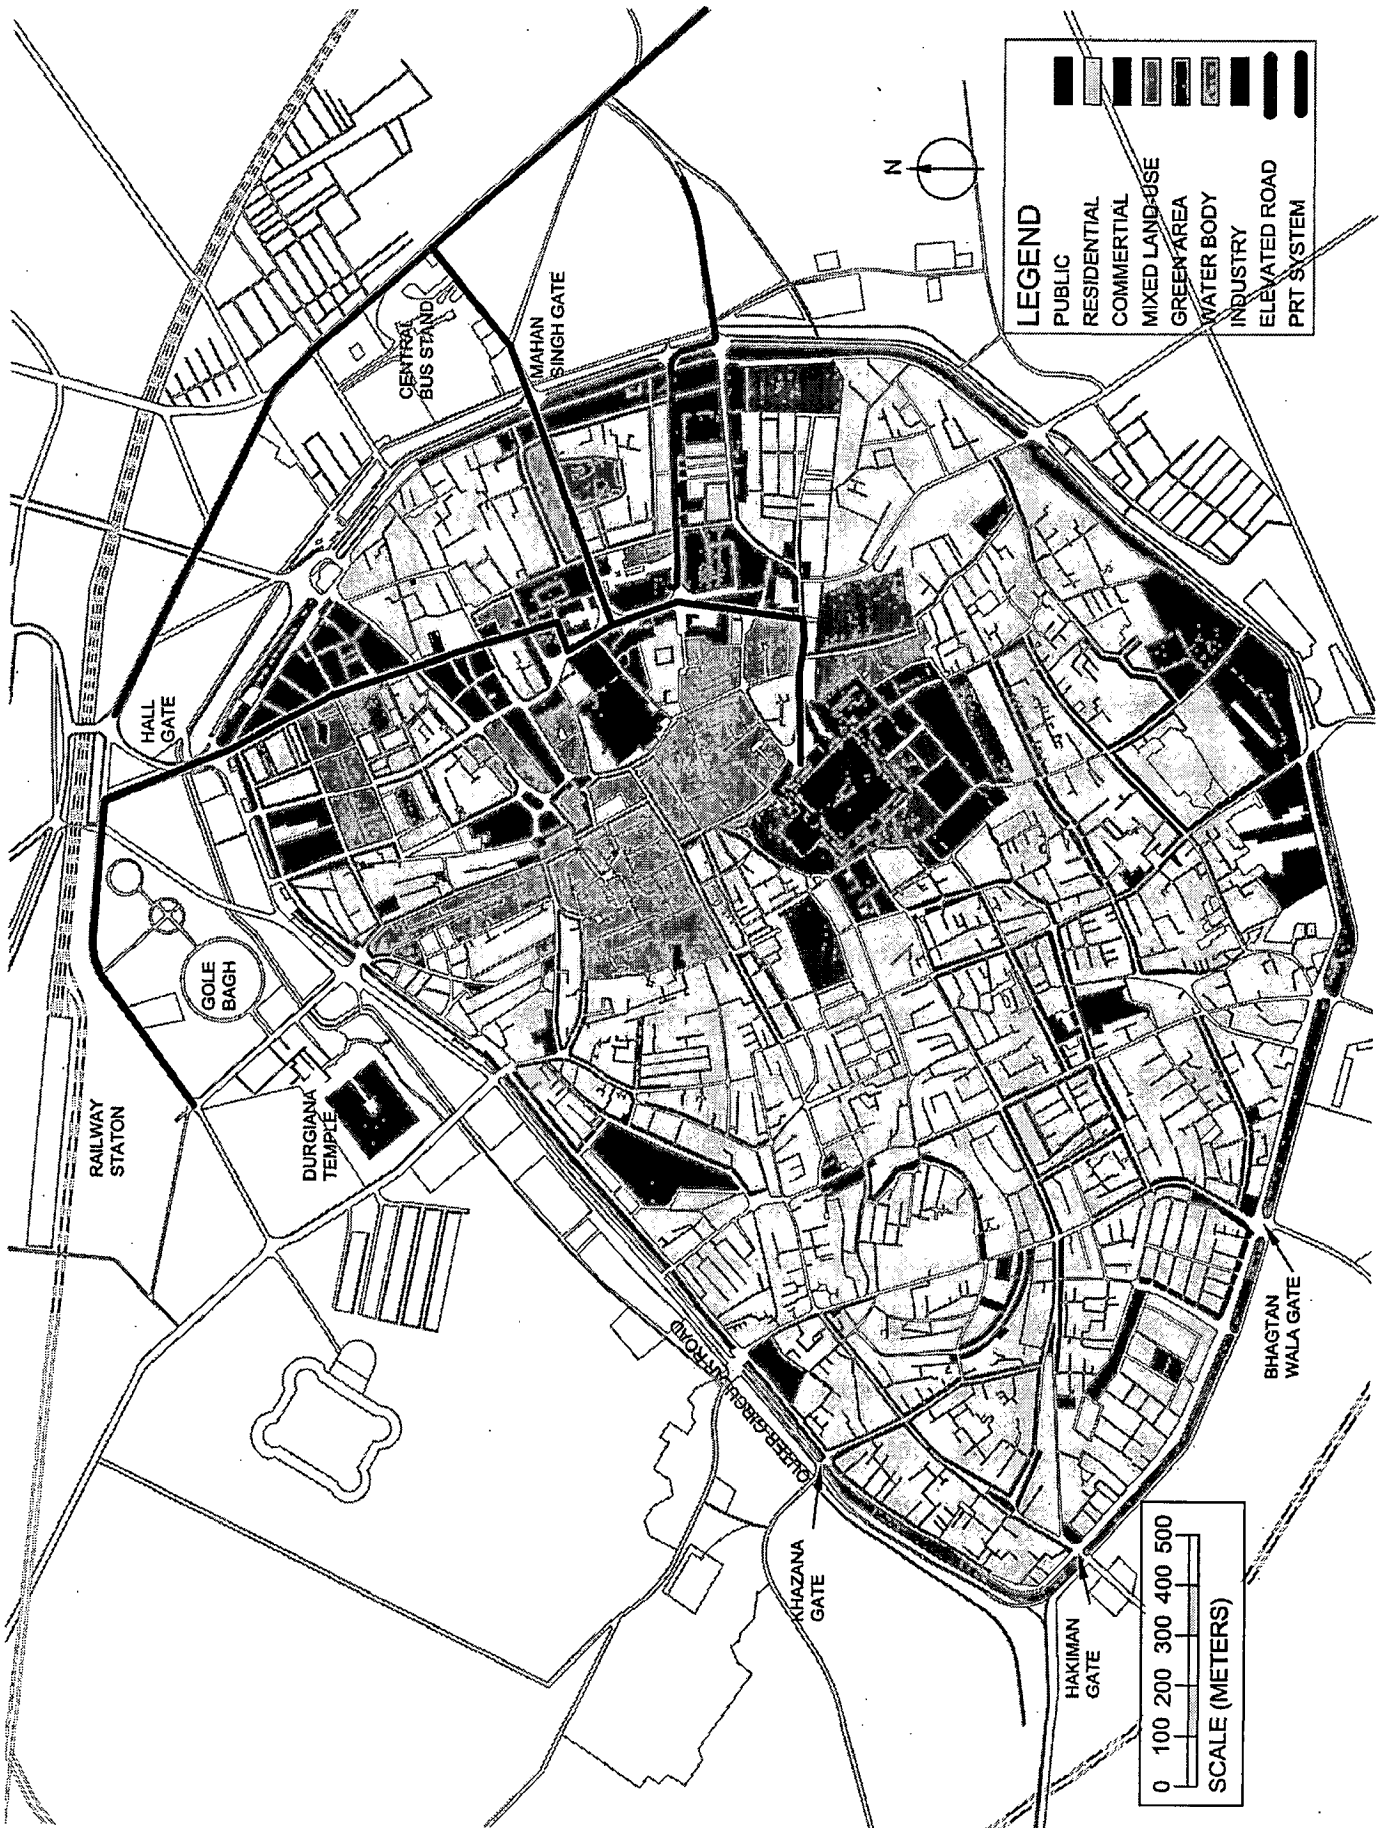 HALL
GATE
CENTRAL
BUS STAND
MAHAN
SINGH GATE
N
LEGEND
PUBLIC
RESIDENTIAL
COMMERTIAL
MIXED LAND USE
GREEN AREA
WATER BODY
INDUSTRY
ELEVATED ROAD
PRT SYSTEM
RAILWAY
STATON
GOLE
BAGH
DURGIANA
TEMPLE
OUTER CIRCULAR ROAD
KHAZANA
GATE
HAKIMAN
GATE
BHAGTAN
WALA GATE
0 100 200 300 400 500
SCALE (METERS)